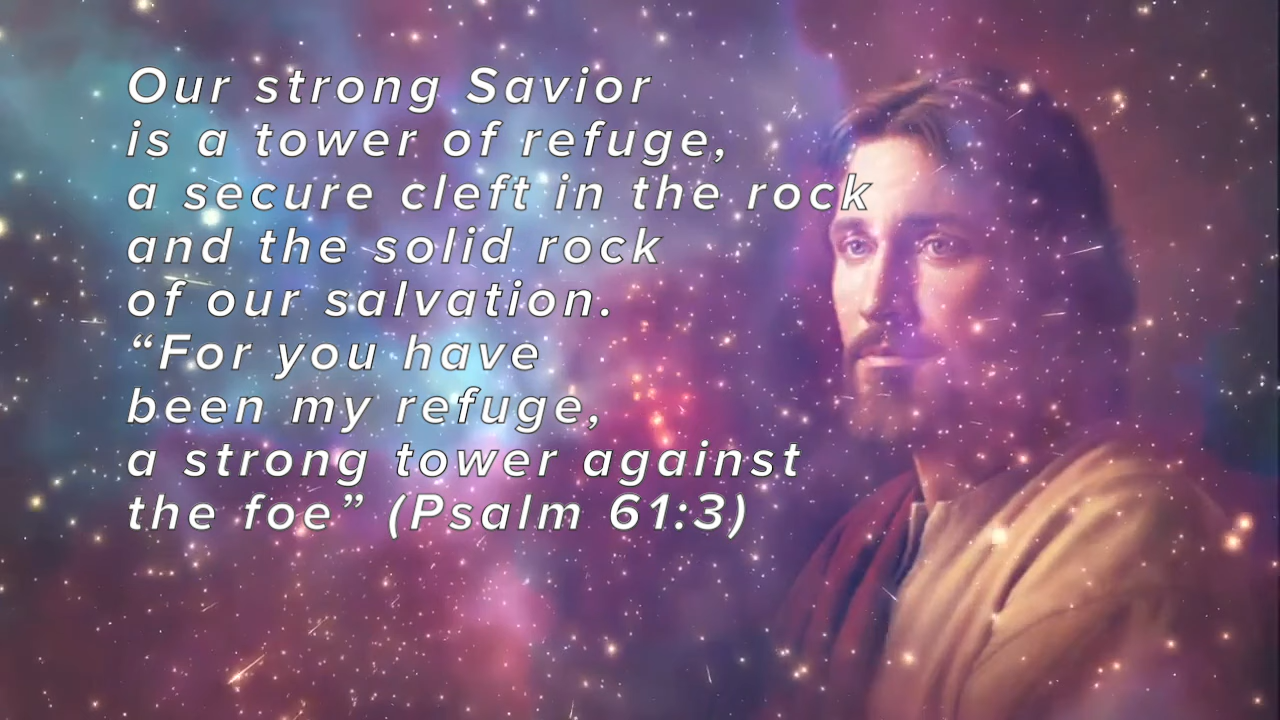 Our strong Savior
is a tower of refuge,
a secure cleft in the rock
and the solid rock
of our salvation.
“For you have
been my refuge,
a strong tower against
the foe” (Psalm 61:3)